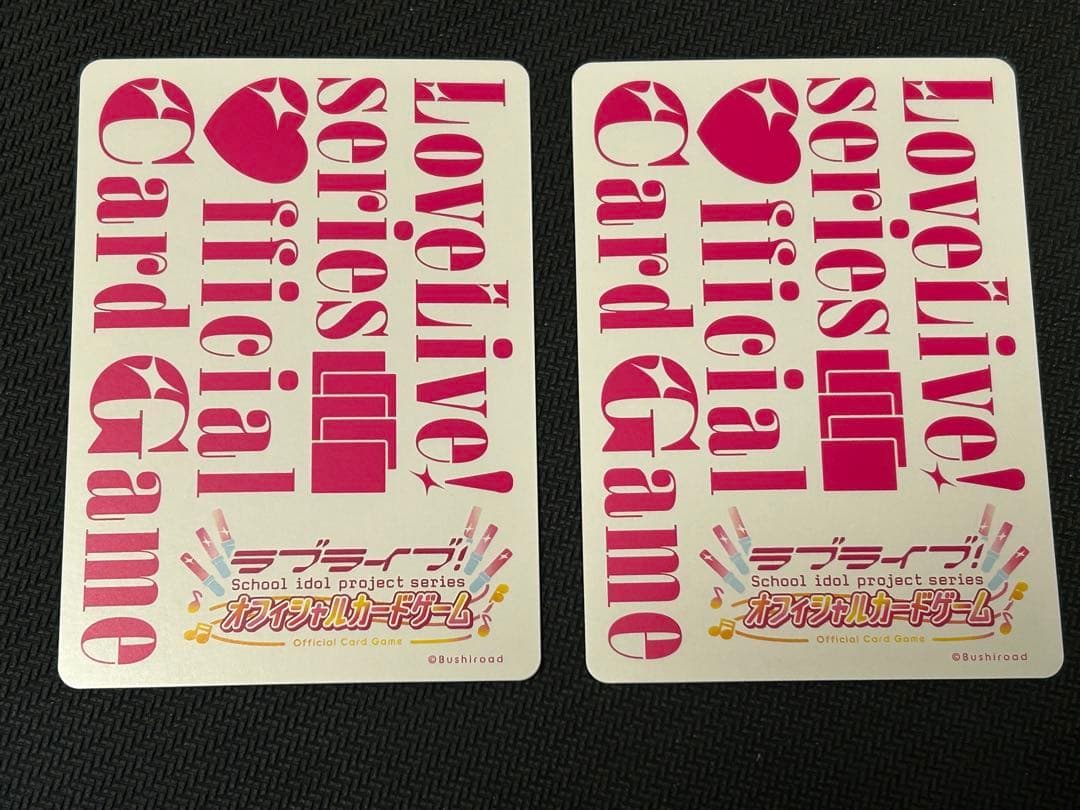 LoveLive!
series
fficial
Card Game
ラブライブ!
School idol project series
オフィシャルカードゲーム
Official Card Game
©Bushiroad
LoveLive!
series
fficial
Card Game
ラブライブ!
School idol project series
オフィシャルカードゲーム
Official Card Game
©Bushiroad